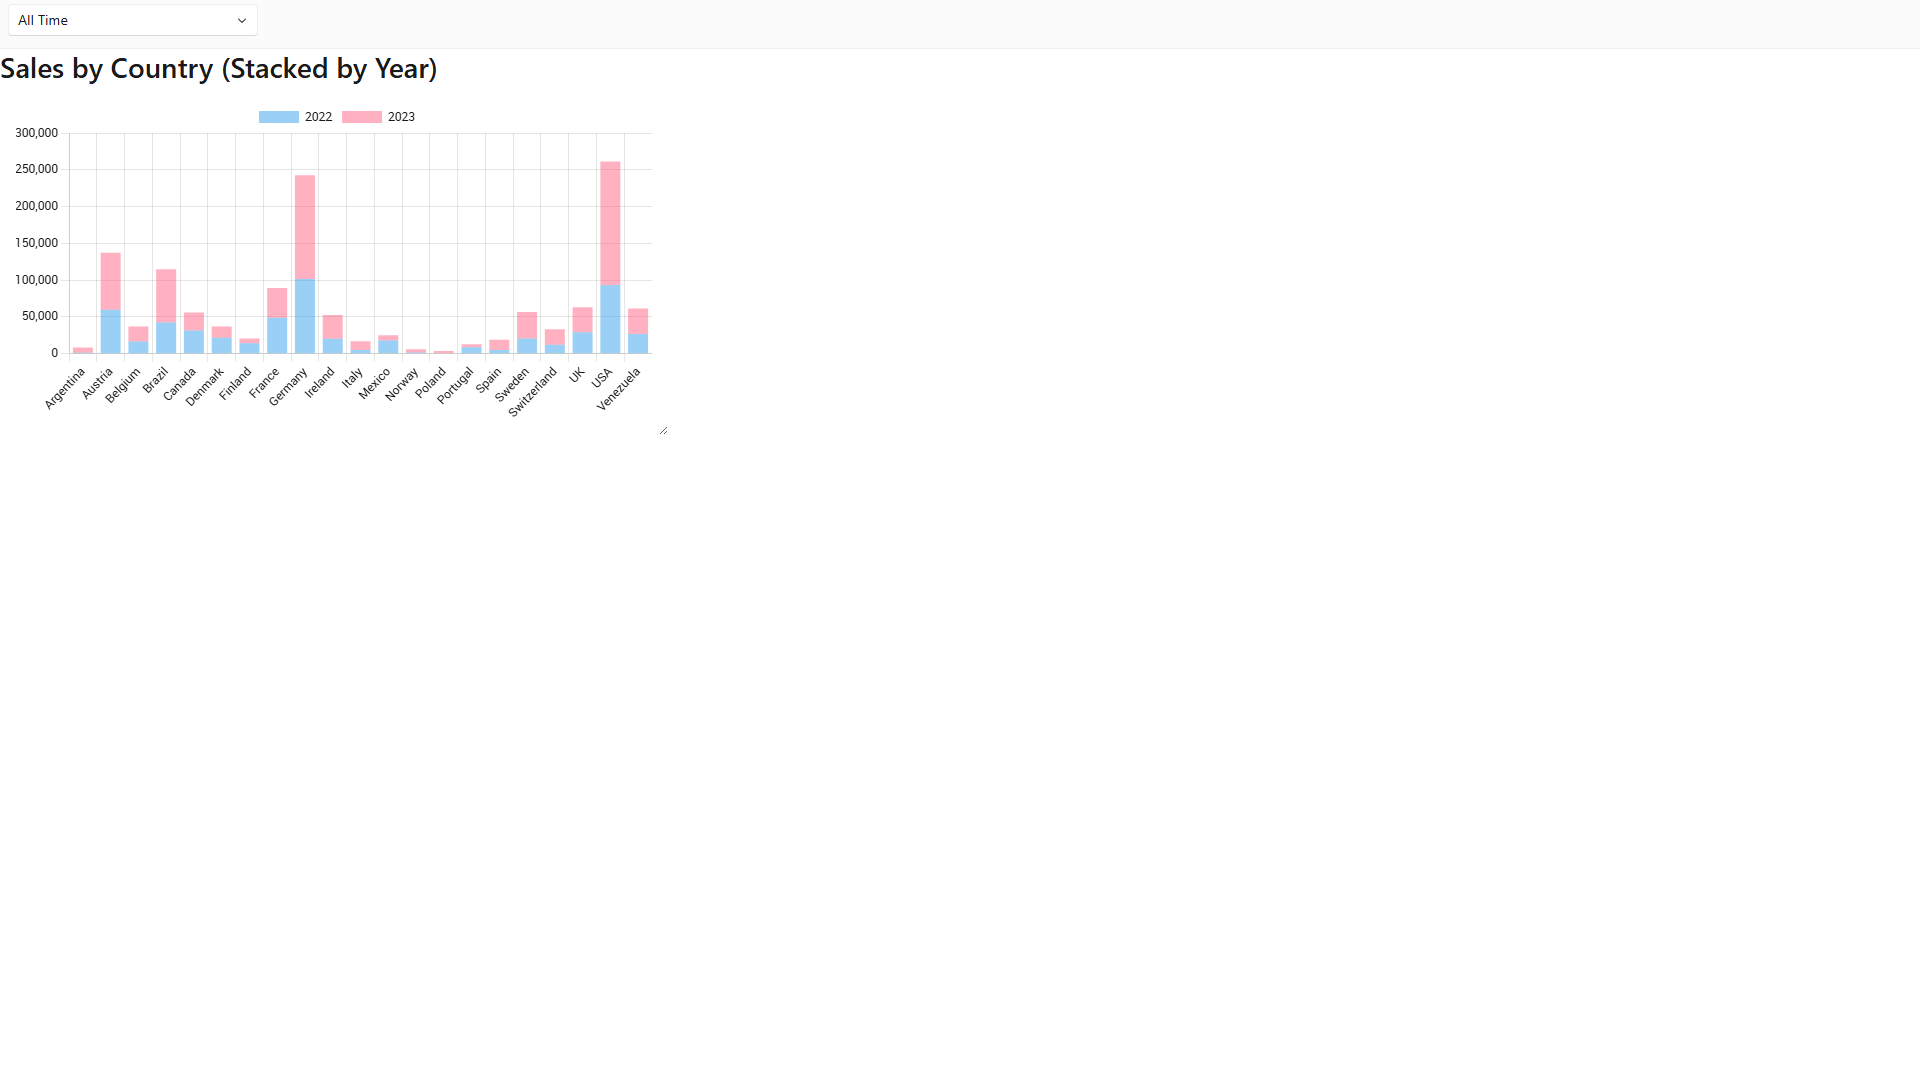 All Time
Sales by Country (Stacked by Year)
2022 2023
300,000
250,000
200,000
150,000
100,000
50,000
0
Argentina
Austria
Belgium
Brazil
Canada
Denmark
Finland
France
Germany
Ireland
Italy
Mexico
Norway
Poland
Portugal
Spain
Sweden
Switzerland
UK
USA
Venezuela